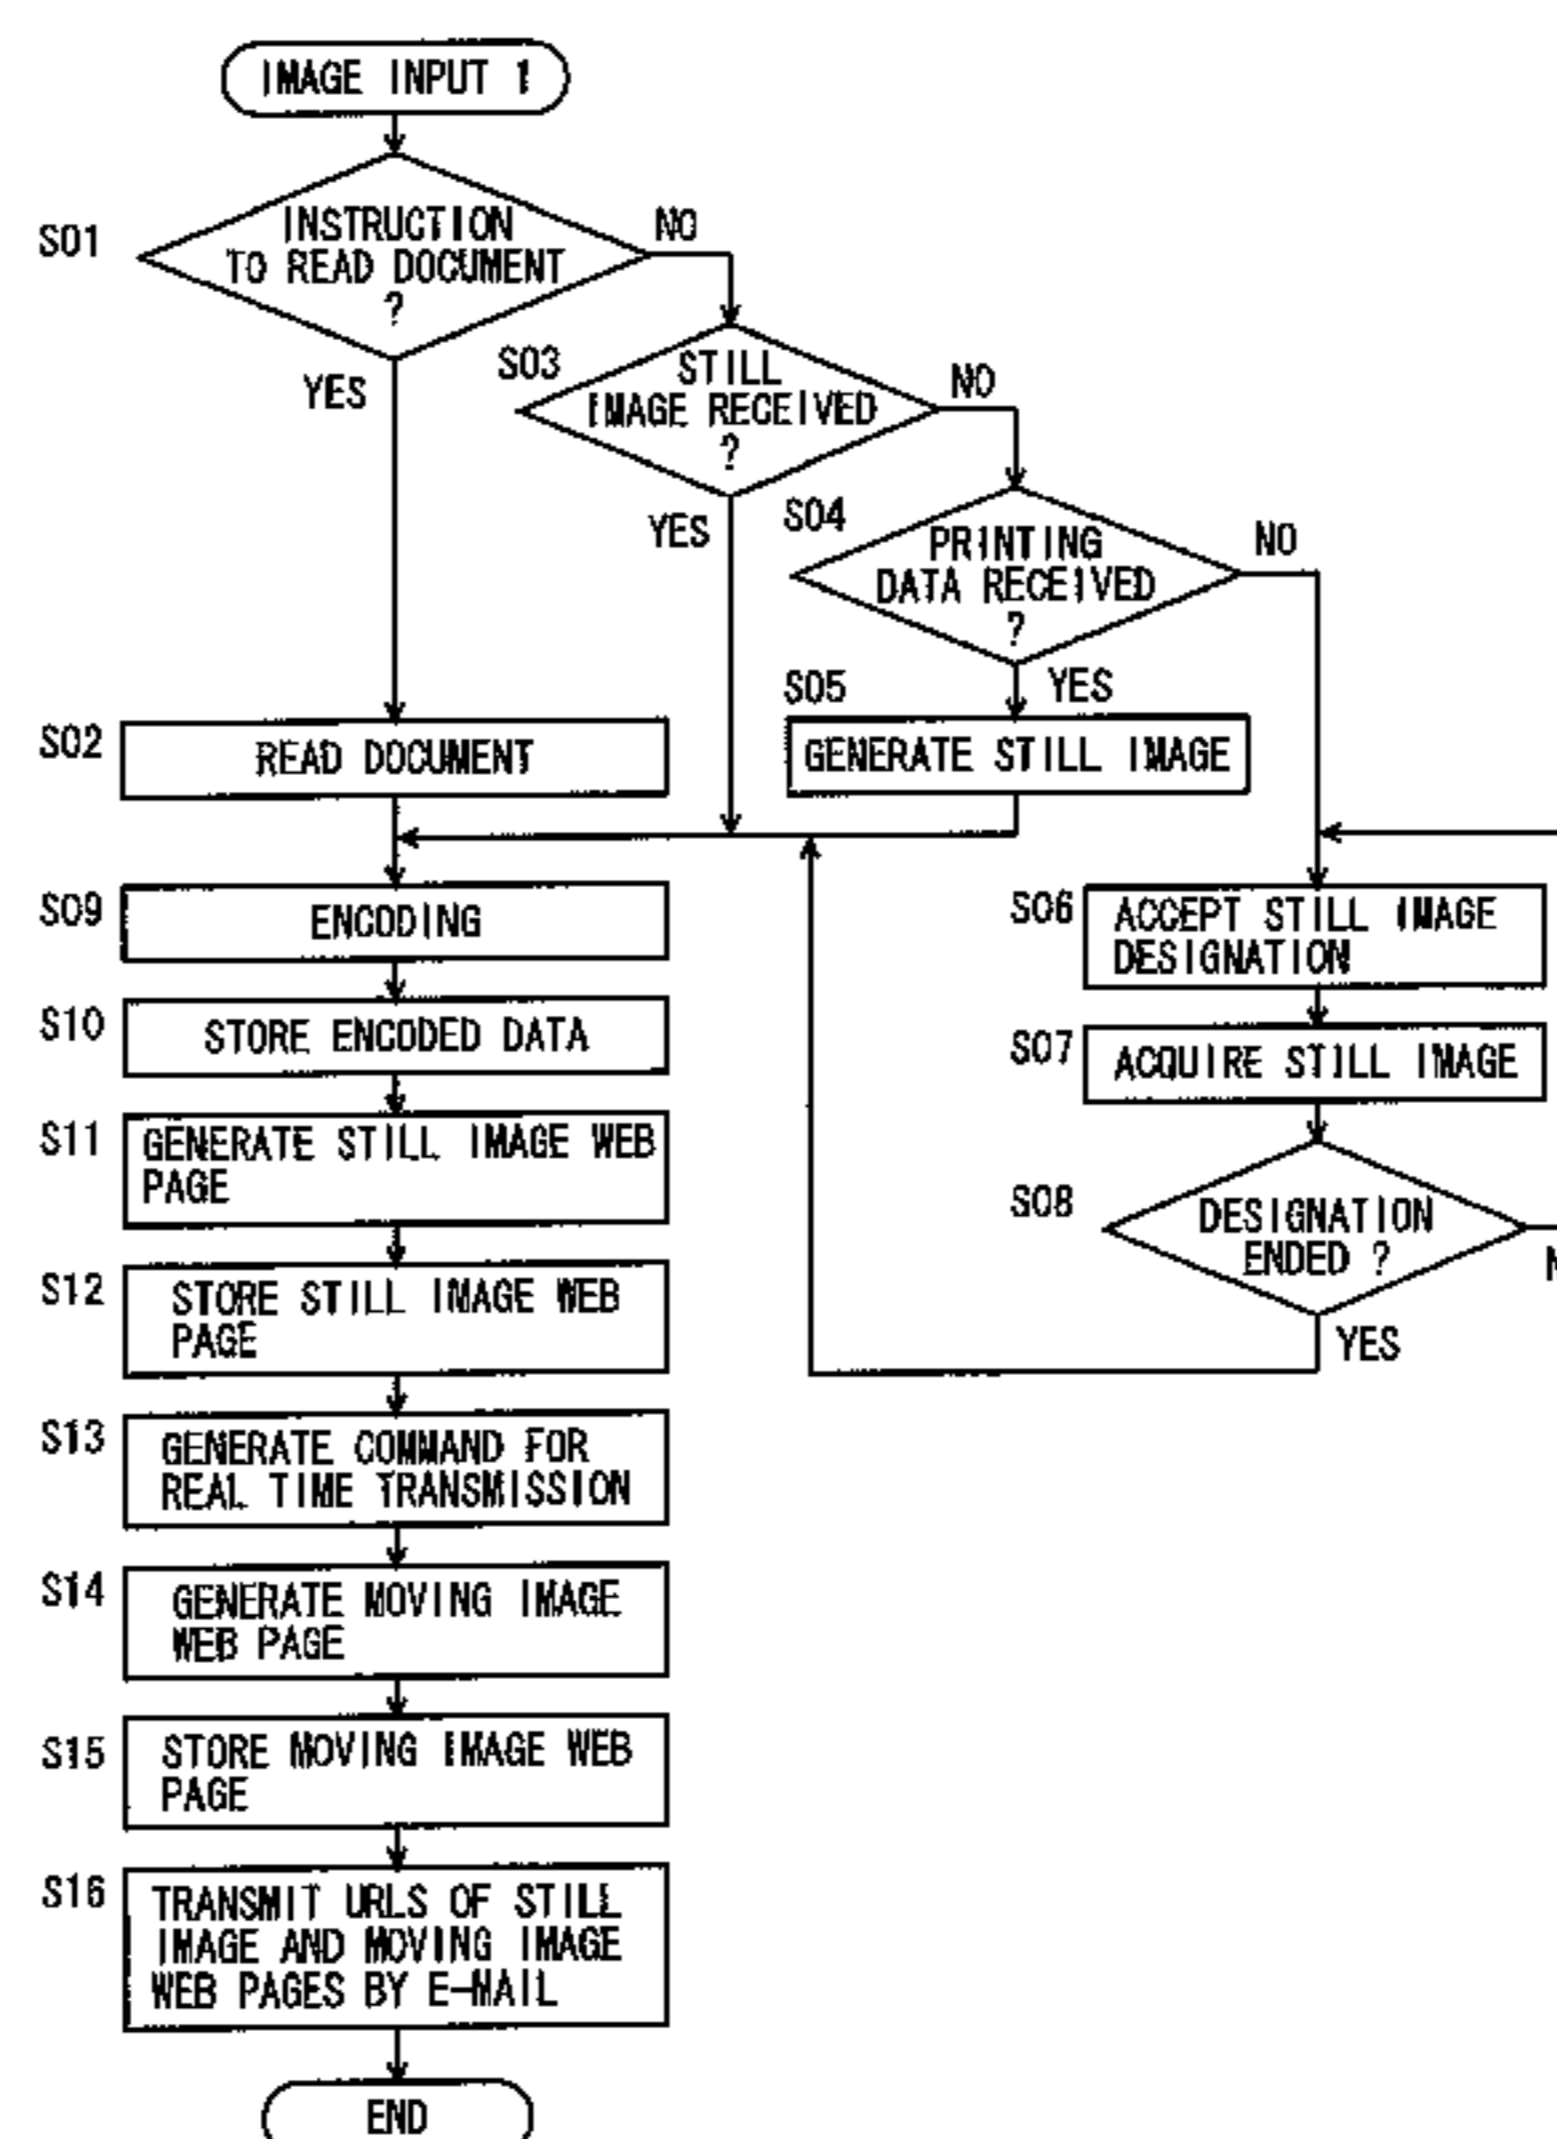 IMAGE INPUT 1
S01
INSTRUCTION
TO READ DOCUMENT
?
NO
YES
S03
STILL
IMAGE RECEIVED
?
NO
YES
S04
PRINTING
DATA RECEIVED
?
NO
YES
S05
GENERATE STILL IMAGE
S02
READ DOCUMENT
S09
ENCODING
S06
ACCEPT STILL IMAGE
DESIGNATION
S10
STORE ENCODED DATA
S07
ACQUIRE STILL IMAGE
S11
GENERATE STILL IMAGE WEB
PAGE
S08
DESIGNATION
ENDED ?
YES
S12
STORE STILL IMAGE WEB
PAGE
S13
GENERATE COMMAND FOR
REAL TIME TRANSMISSION
S14
GENERATE MOVING IMAGE
WEB PAGE
S15
STORE MOVING IMAGE WEB
PAGE
S16
TRANSMIT URLS OF STILL
IMAGE AND MOVING IMAGE
WEB PAGES BY E-MAIL
END